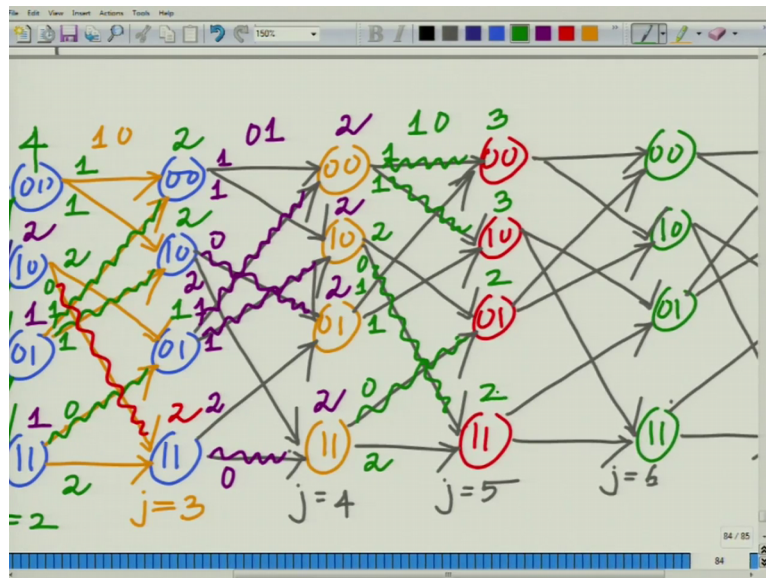 File Edit View Insert Actions Tools Help
150%
4 10 2 01 2 10 3
00 1 00 1 00 1 00 00
1 1 1
2 2 2 3
10 2 10 0 10 2 10 10
0 2 0
1 1 1 1 2 1 2
01 1 01 1 01 1 01 01
1 0 2 2 2 0 2
11 11 11 11 11
2 0 2
=2 j=3 j=4 j=5 j=6
84 / 85
84